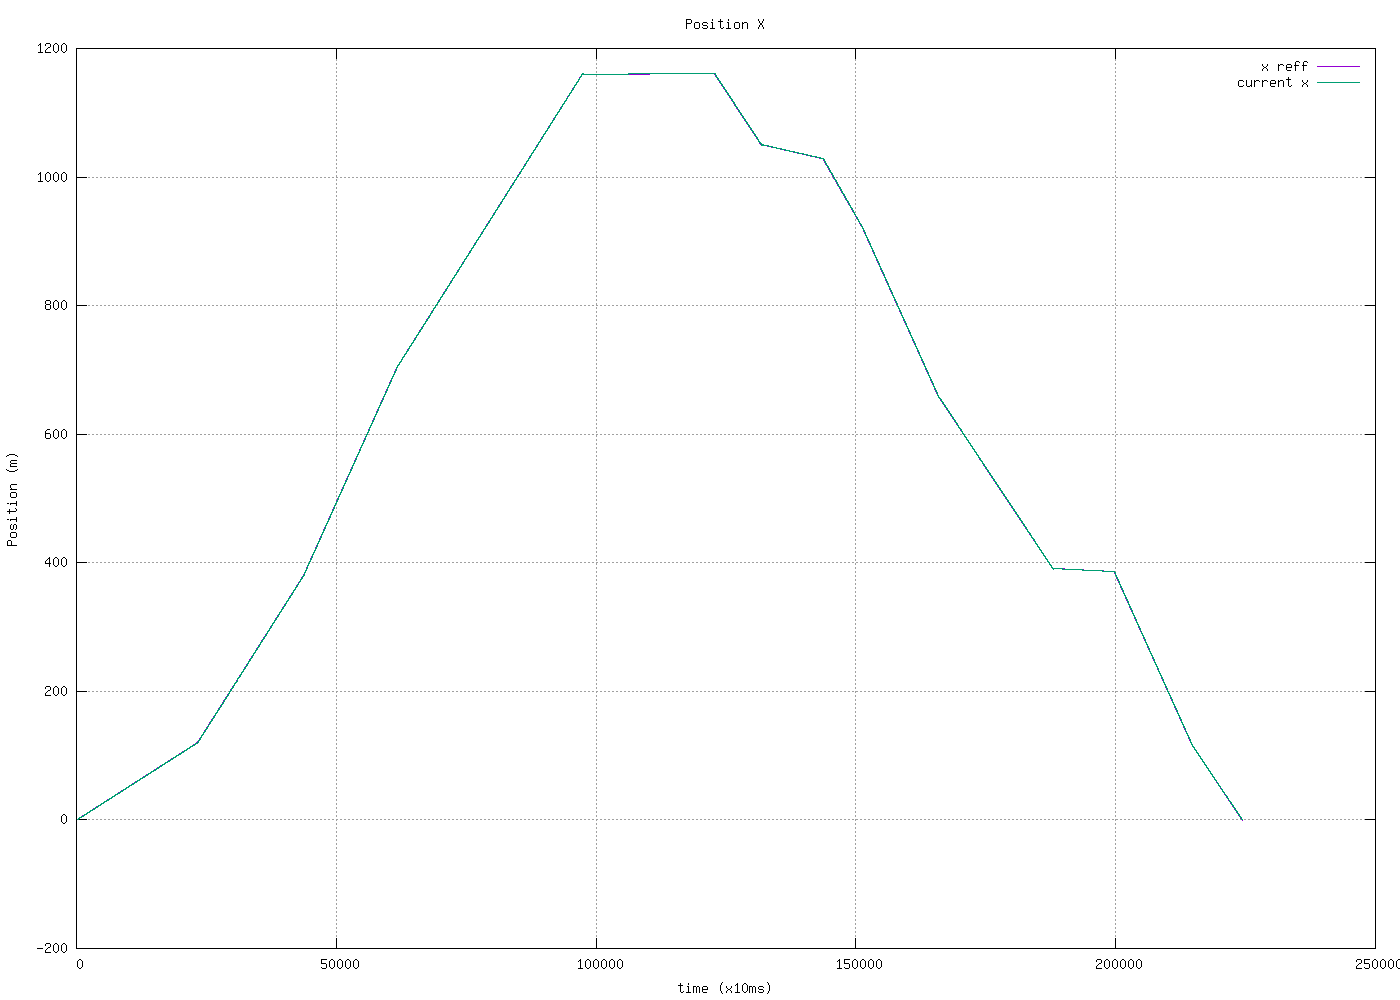 Position X
x reff
current x
1200
1000
800
600
400
200
0
-200
Position (m)
0 50000 100000 150000 200000 250000
time (x10ms)